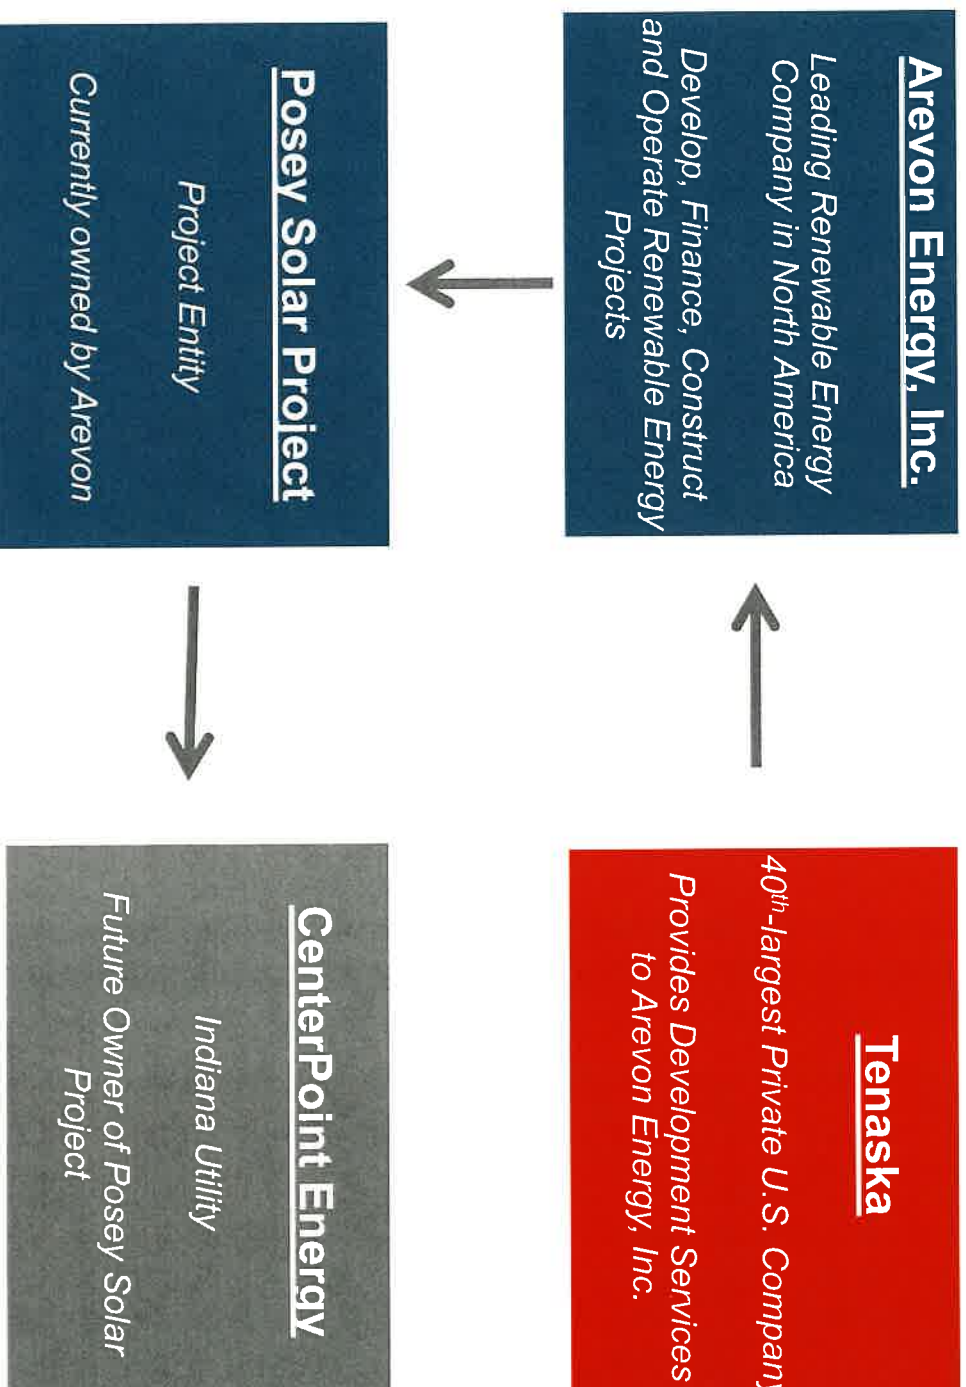 Arevon Energy, Inc.
Leading Renewable Energy
Company in North America
Develop, Finance, Construct
and Operate Renewable Energy
Projects
Tenaska
40th-largest Private U.S. Company
Provides Development Services
to Arevon Energy, Inc.
Posey Solar Project
Project Entity
Currently owned by Arevon
CenterPoint Energy
Indiana Utility
Future Owner of Posey Solar
Project